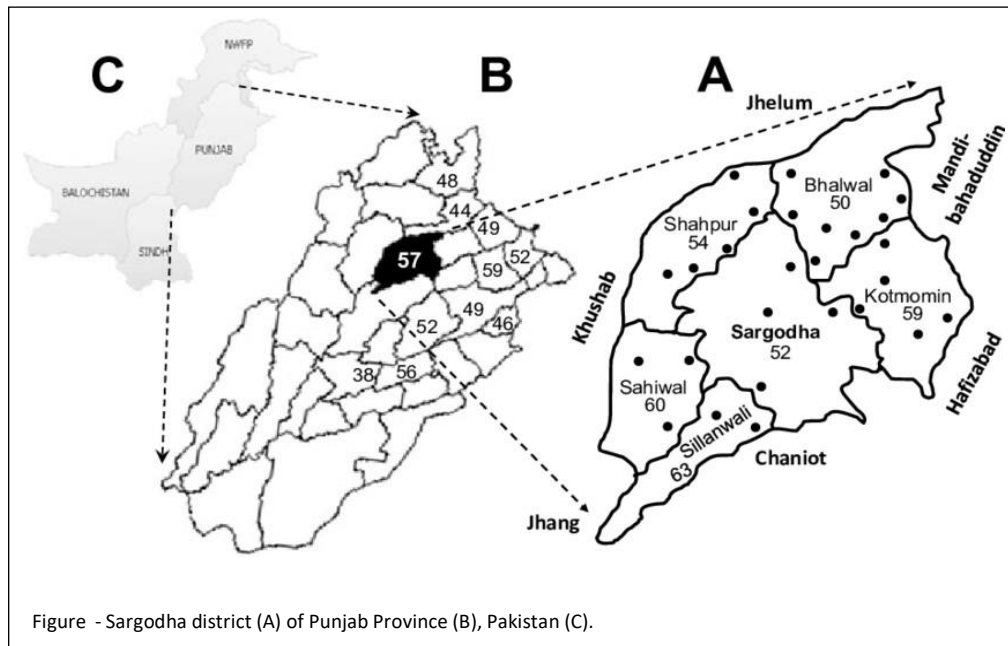 C
B
A
NWFP
PUNJAB
BALOCHISTAN
SINDH
48
44
49
57
59
52
49
52
46
38
56
Jhelum
Mandi-
bahaduddin
Bhalwal
50
Shahpur
54
Khushab
Kotmomin
59
Sargodha
52
Hafizabad
Sahiwal
60
Sillanwali
63
Chaniot
Jhang
Figure - Sargodha district (A) of Punjab Province (B), Pakistan (C).